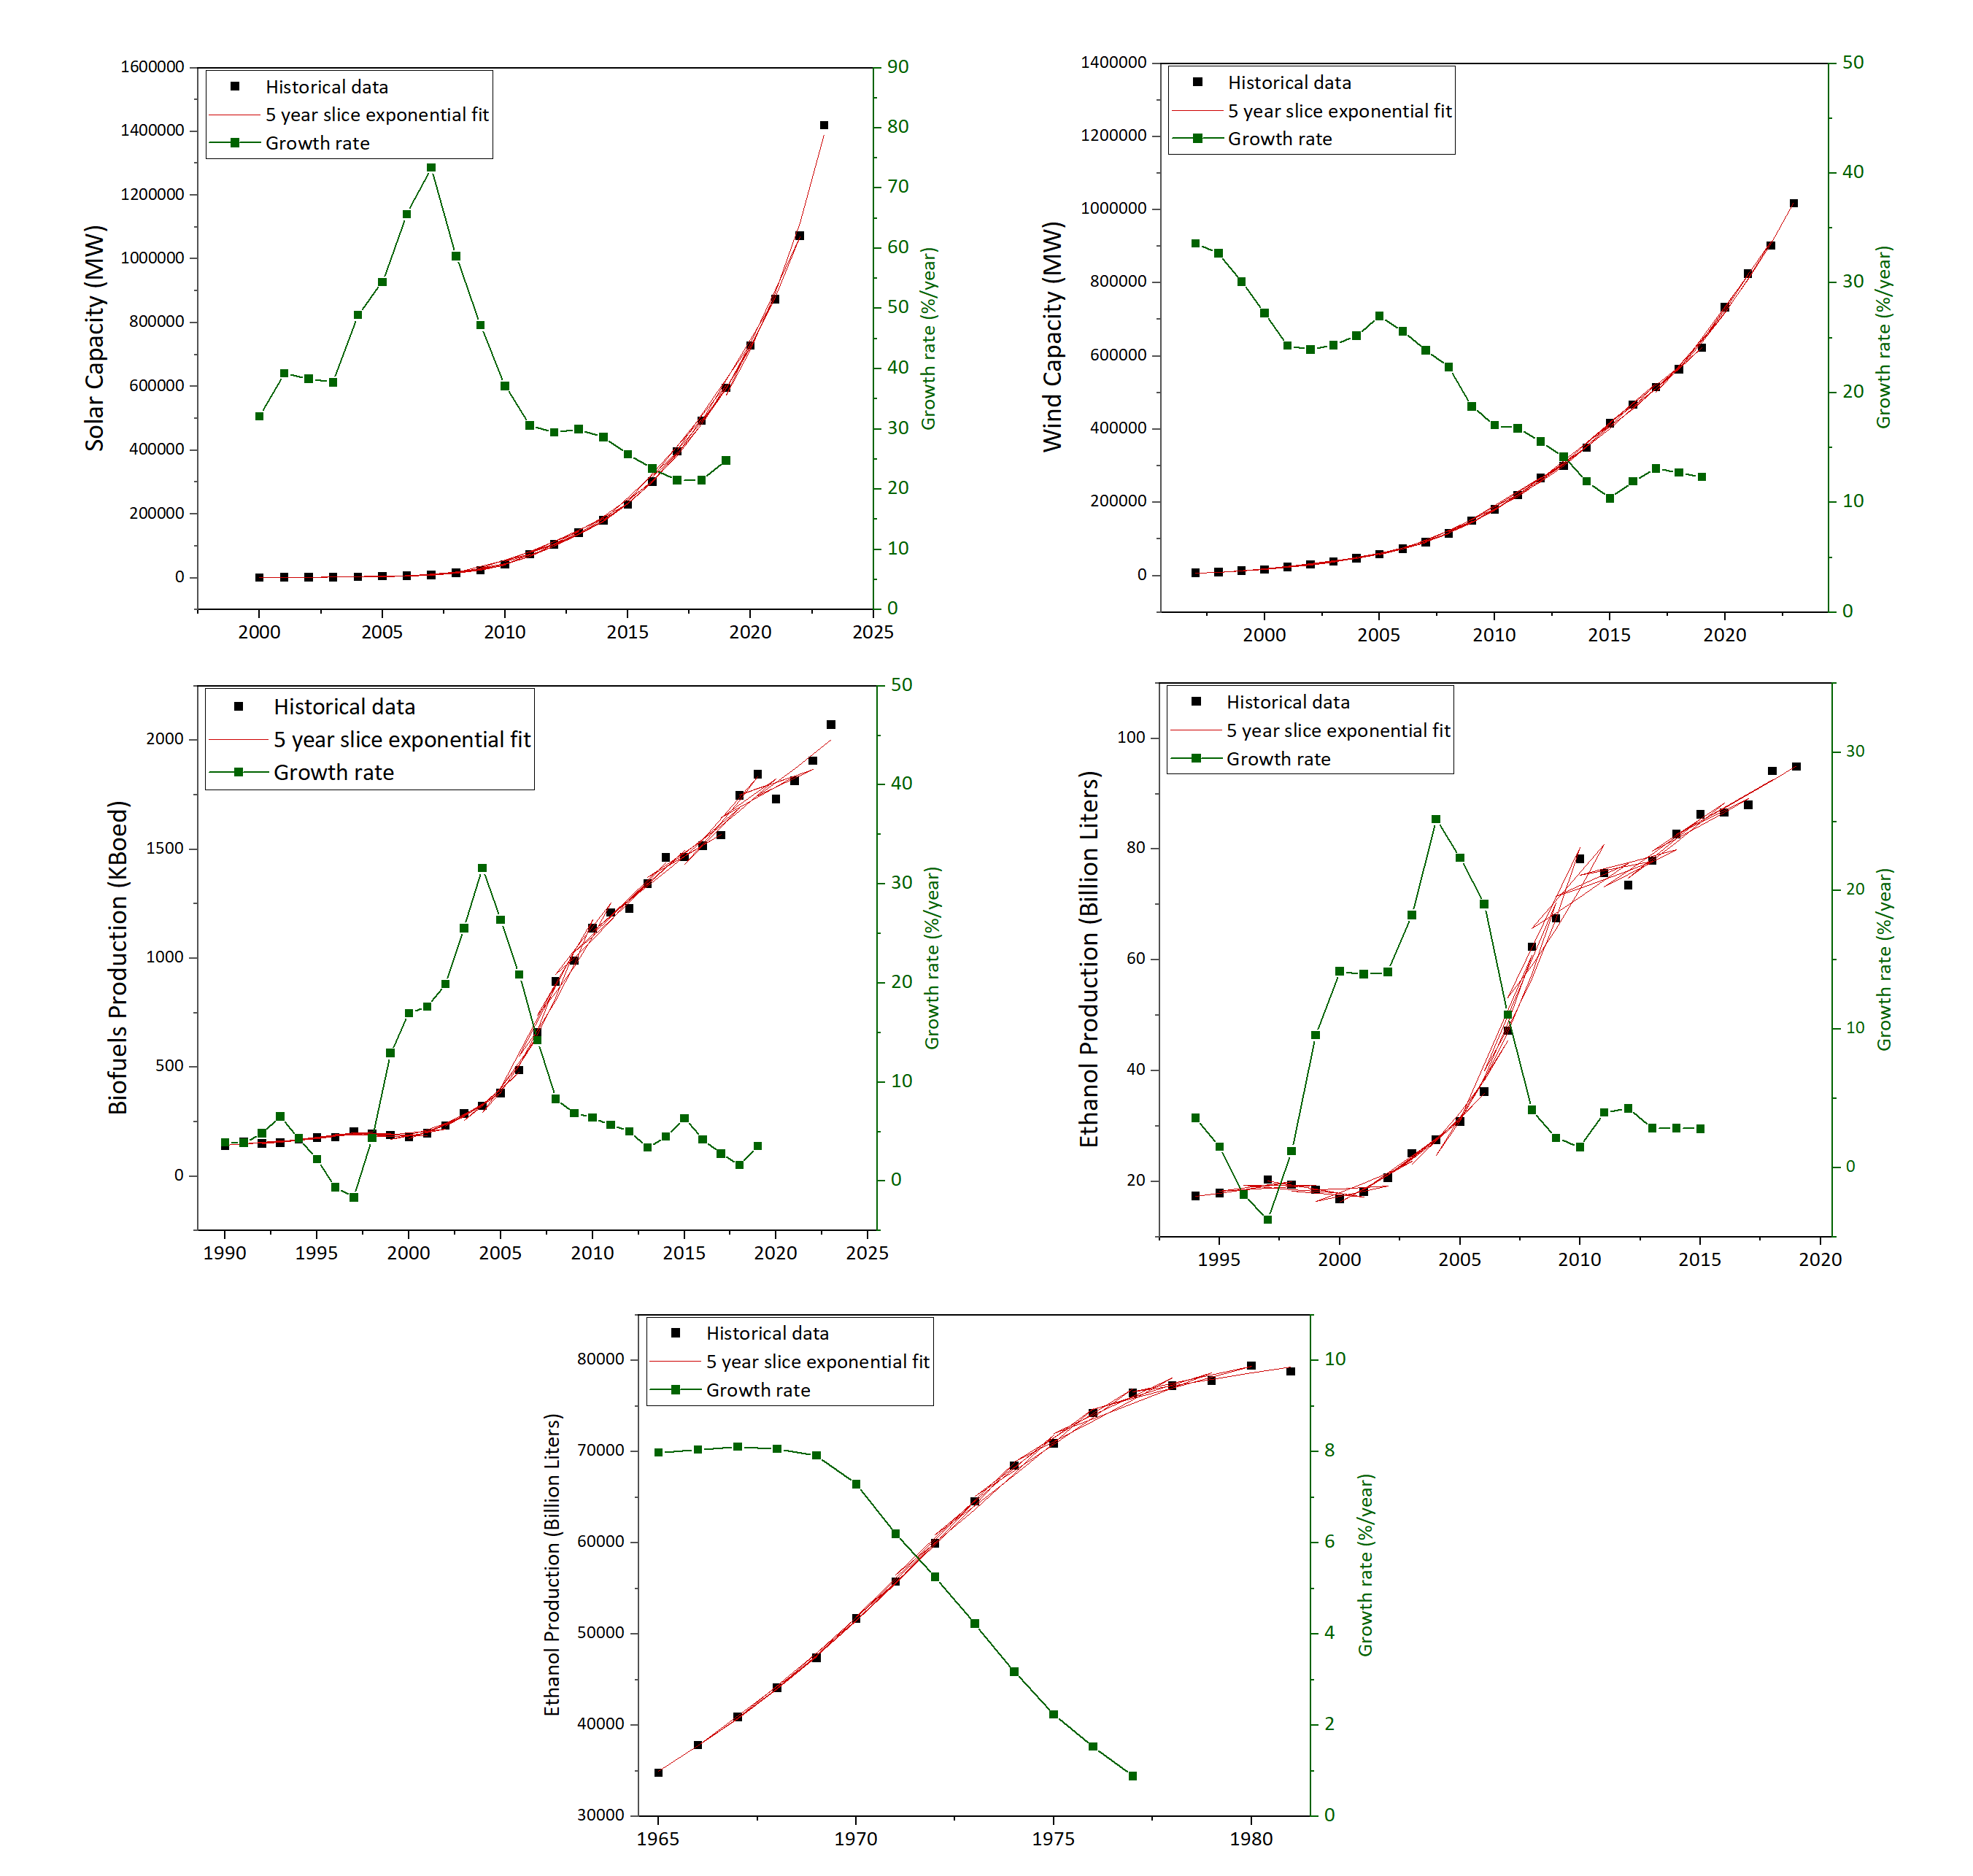 Historical data
5 year slice exponential fit
Growth rate
Solar Capacity (MW)
1600000
1400000
1200000
1000000
800000
600000
400000
200000
0
90
80
70
60
50
40
30
20
10
0
Growth rate (%/year)
2000 2005 2010 2015 2020 2025
Historical data
5 year slice exponential fit
Growth rate
Wind Capacity (MW)
1400000
1200000
1000000
800000
600000
400000
200000
0
50
40
30
20
10
0
Growth rate (%/year)
2000 2005 2010 2015 2020
Historical data
5 year slice exponential fit
Growth rate
Biofuels Production (KBoed)
2000
1500
1000
500
0
50
40
30
20
10
0
Growth rate (%/year)
1990 1995 2000 2005 2010 2015 2020 2025
Historical data
5 year slice exponential fit
Growth rate
Ethanol Production (Billion Liters)
100
80
60
40
20
30
20
10
0
Growth rate (%/year)
1995 2000 2005 2010 2015 2020
Historical data
5 year slice exponential fit
Growth rate
Ethanol Production (Billion Liters)
80000
70000
60000
50000
40000
30000
10
8
6
4
2
0
Growth rate (%/year)
1965 1970 1975 1980